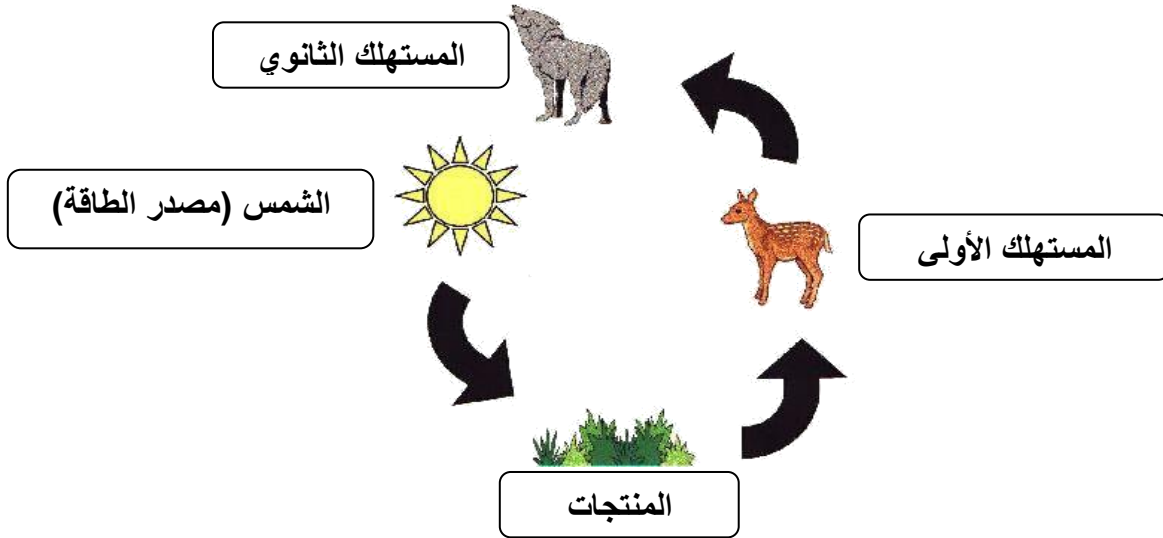 المستهلك الثانوي
الشمس (مصدر الطاقة)
المستهلك الأولى
المنتجات